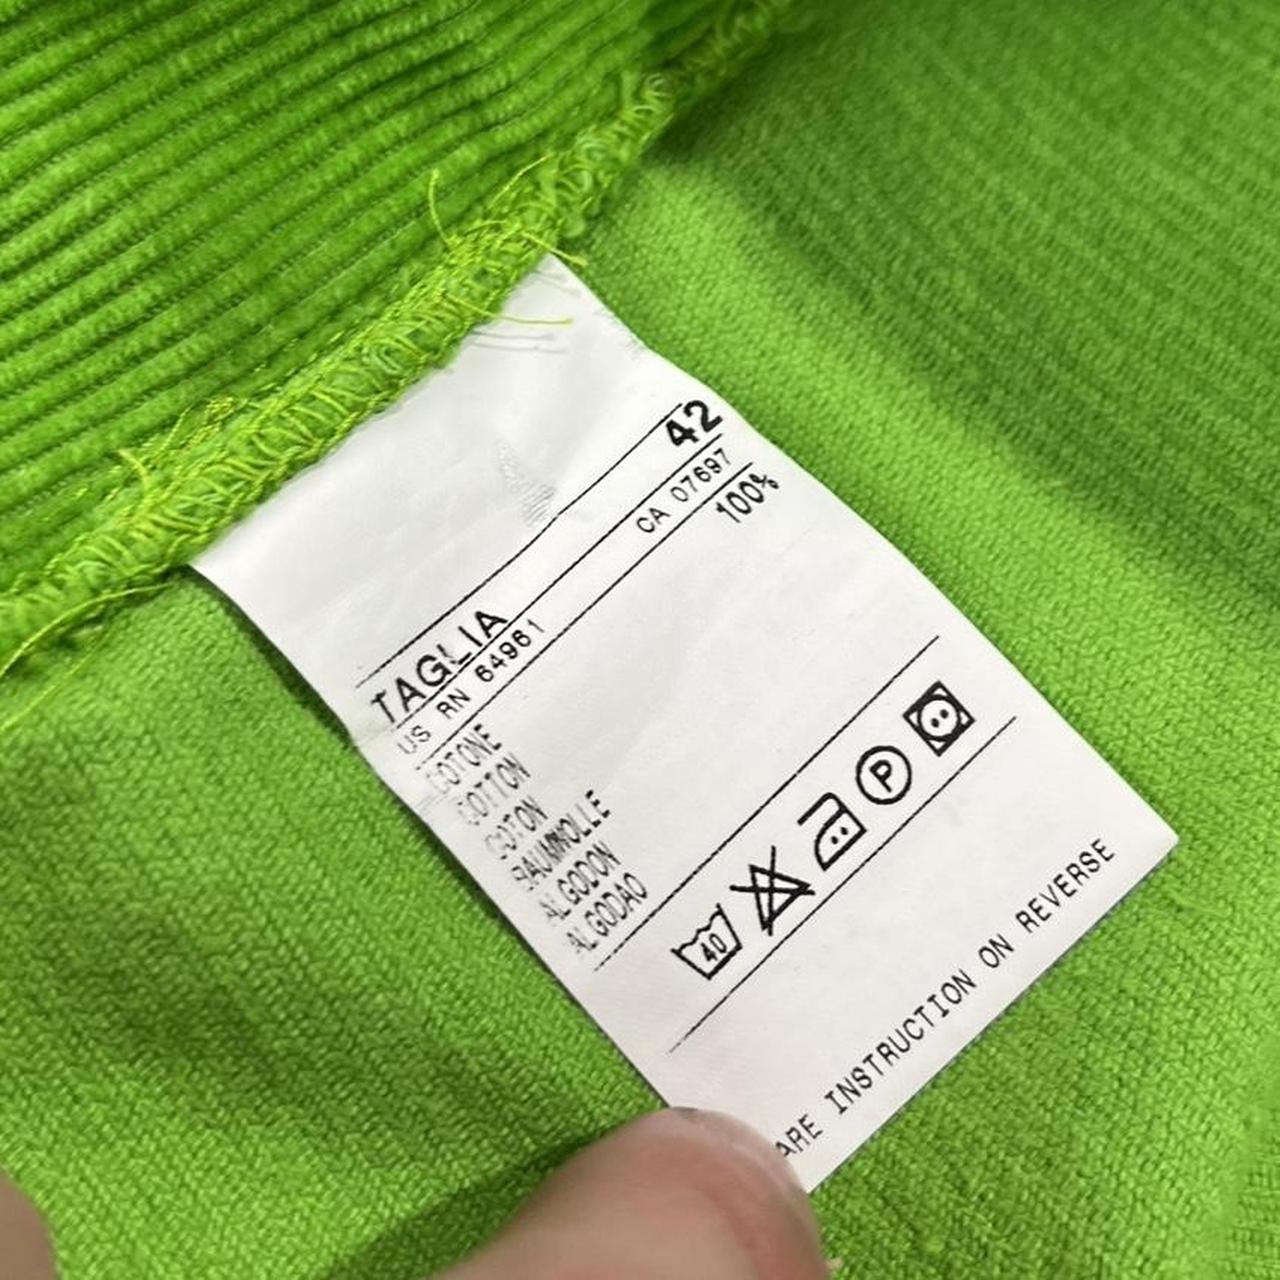 TAGLIA 42
US RN 64961 CA 07697
COTONE 100%
COTTON
COTON
BAUMWOLLE
ALGODON
ALGODAO
40 P
ARE INSTRUCTION ON REVERSE